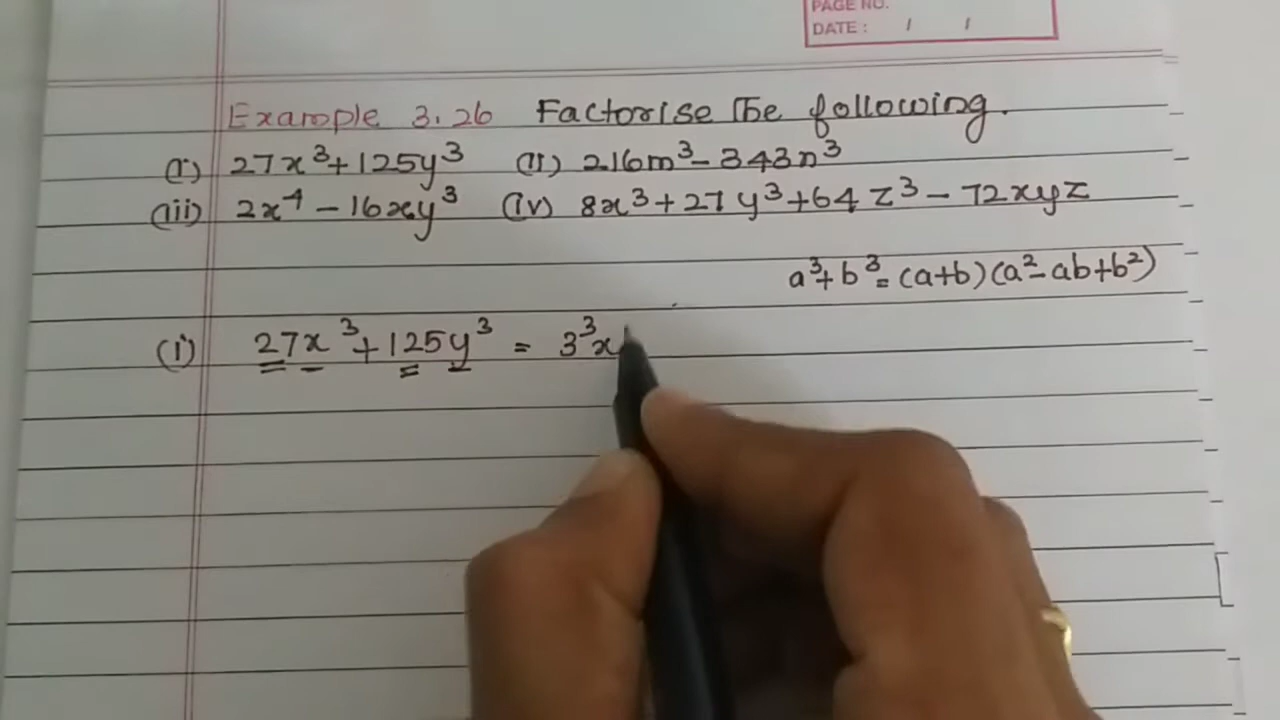 PAGE NO.
DATE : / /
Example 3.26 Factorise The following.
(i) 27x³+125y³ (ii) 216m³-343n³
(iii) 2x⁴-16xy³ (iv) 8x³+27y³+64z³-72xyz
a³+b³=(a+b)(a²-ab+b²)
(i) 27x³+125y³ = 3³x